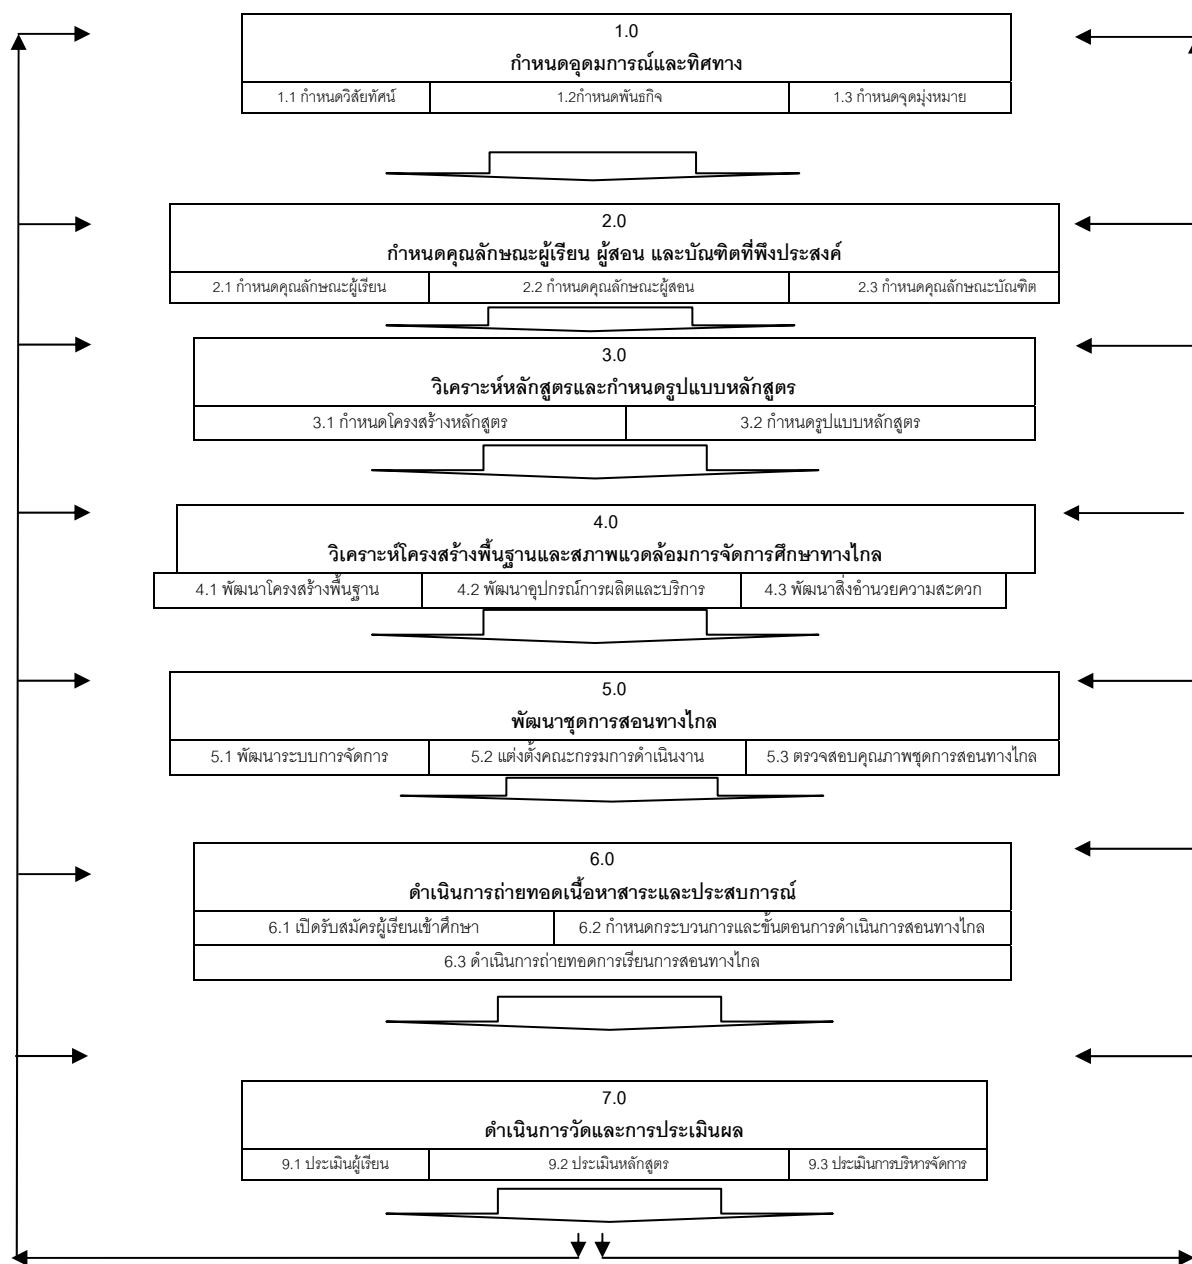 1.0
กำหนดอุดมการณ์และทิศทาง
1.1 กำหนดวิสัยทัศน์ 1.2กำหนดพันธกิจ 1.3 กำหนดจุดมุ่งหมาย
2.0
กำหนดคุณลักษณะผู้เรียน ผู้สอน และบัณฑิตที่พึงประสงค์
2.1 กำหนดคุณลักษณะผู้เรียน 2.2 กำหนดคุณลักษณะผู้สอน 2.3 กำหนดคุณลักษณะบัณฑิต
3.0
วิเคราะห์หลักสูตรและกำหนดรูปแบบหลักสูตร
3.1 กำหนดโครงสร้างหลักสูตร 3.2 กำหนดรูปแบบหลักสูตร
4.0
วิเคราะห์โครงสร้างพื้นฐานและสภาพแวดล้อมการจัดการศึกษาทางไกล
4.1 พัฒนาโครงสร้างพื้นฐาน 4.2 พัฒนาอุปกรณ์การผลิตและบริการ 4.3 พัฒนาสิ่งอำนวยความสะดวก
5.0
พัฒนาชุดการสอนทางไกล
5.1 พัฒนาระบบการจัดการ 5.2 แต่งตั้งคณะกรรมการดำเนินงาน 5.3 ตรวจสอบคุณภาพชุดการสอนทางไกล
6.0
ดำเนินการถ่ายทอดเนื้อหาสาระและประสบการณ์
6.1 เปิดรับสมัครผู้เรียนเข้าศึกษา 6.2 กำหนดกระบวนการและขั้นตอนการดำเนินการสอนทางไกล
6.3 ดำเนินการถ่ายทอดการเรียนการสอนทางไกล
7.0
ดำเนินการวัดและการประเมินผล
9.1 ประเมินผู้เรียน 9.2 ประเมินหลักสูตร 9.3 ประเมินการบริหารจัดการ